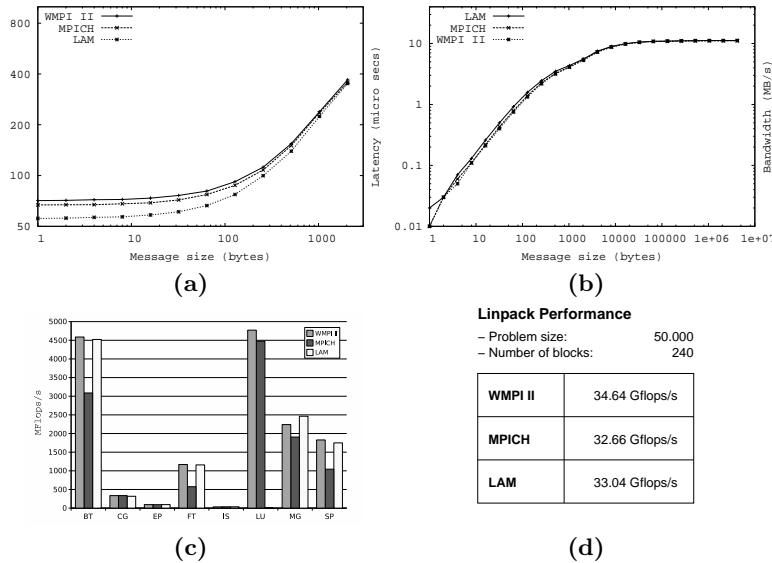 800
400
200
100
50
1
10
100
1000
Message size (bytes)
Latency (micro secs)
WMPI II
MPICH
LAM
(a)
10
1
0.1
0.01
1
10
100
1000
10000
100000
1e+06
1e+07
Message size (bytes)
Bandwidth (MB/s)
LAM
MPICH
WMPI II
(b)
5000
4500
4000
3500
3000
2500
2000
1500
1000
500
0
MFlops/s
WMPI II
MPICH
LAM
BT
CG
EP
FT
IS
LU
MG
SP
(c)
Linpack Performance
– Problem size: 50.000
– Number of blocks: 240
WMPI II 34.64 Gflops/s
MPICH 32.66 Gflops/s
LAM 33.04 Gflops/s
(d)